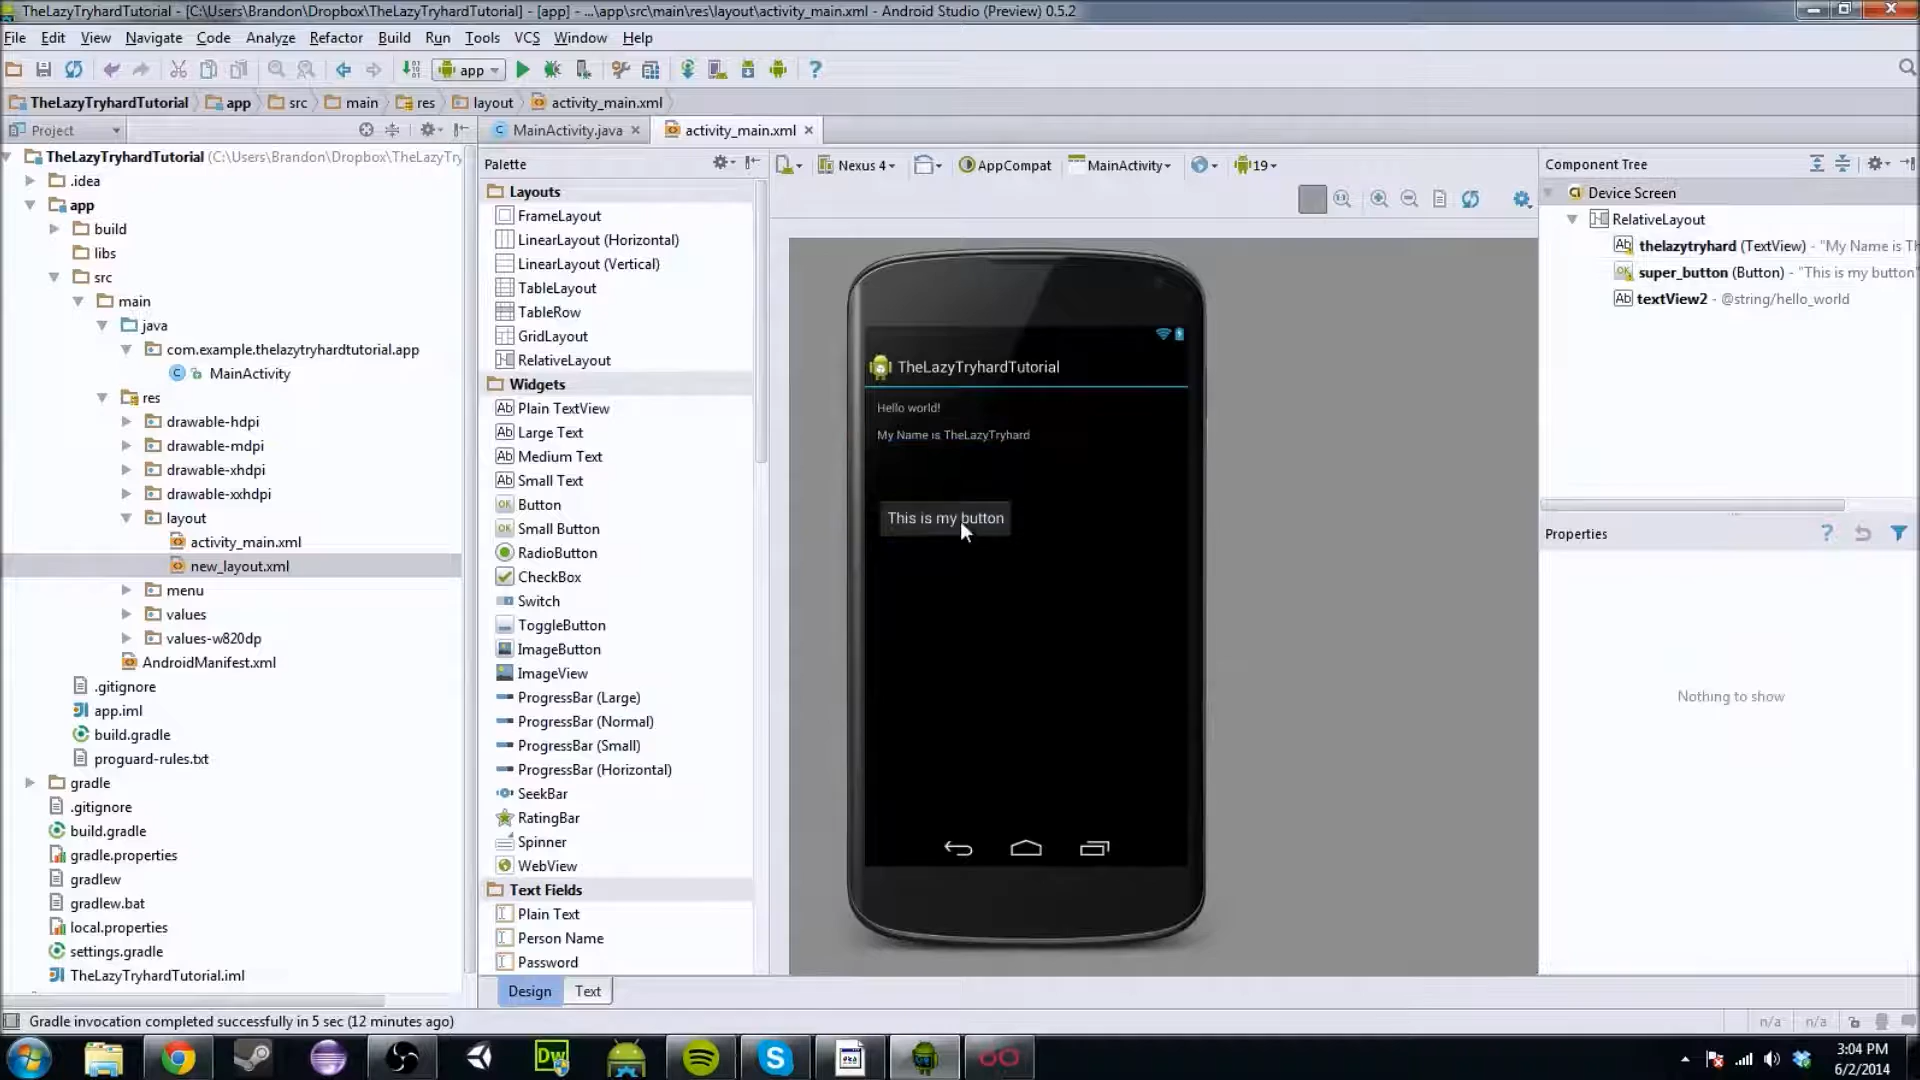 TheLazyTryhardTutorial - [C:\Users\Brandon\Dropbox\TheLazyTryhardTutorial] - [app] - ...\app\src\main\res\layout\activity_main.xml - Android Studio (Preview) 0.5.2
File Edit View Navigate Code Analyze Refactor Build Run Tools VCS Window Help
app
TheLazyTryhardTutorial app src main res layout activity_main.xml
Project
MainActivity.java
activity_main.xml
TheLazyTryhardTutorial (C:\Users\Brandon\Dropbox\TheLazyTry
.idea
app
build
libs
src
main
java
com.example.thelazytryhardtutorial.app
MainActivity
res
drawable-hdpi
drawable-mdpi
drawable-xhdpi
drawable-xxhdpi
layout
activity_main.xml
new_layout.xml
menu
values
values-w820dp
AndroidManifest.xml
.gitignore
app.iml
build.gradle
proguard-rules.txt
gradle
.gitignore
build.gradle
gradle.properties
gradlew
gradlew.bat
local.properties
settings.gradle
TheLazyTryhardTutorial.iml
Palette
Layouts
FrameLayout
LinearLayout (Horizontal)
LinearLayout (Vertical)
TableLayout
TableRow
GridLayout
RelativeLayout
Widgets
Plain TextView
Large Text
Medium Text
Small Text
Button
Small Button
RadioButton
CheckBox
Switch
ToggleButton
ImageButton
ImageView
ProgressBar (Large)
ProgressBar (Normal)
ProgressBar (Small)
ProgressBar (Horizontal)
SeekBar
RatingBar
Spinner
WebView
Text Fields
Plain Text
Person Name
Password
Design Text
Nexus 4 AppCompat MainActivity 19
TheLazyTryhardTutorial
Hello world!
My Name is TheLazyTryhard
This is my button
Component Tree
Device Screen
RelativeLayout
thelazytryhard (TextView) - "My Name is Th
super_button (Button) - "This is my button"
textView2 - @string/hello_world
Properties
Nothing to show
Gradle invocation completed successfully in 5 sec (12 minutes ago)
n/a n/a
3:04 PM
6/2/2014